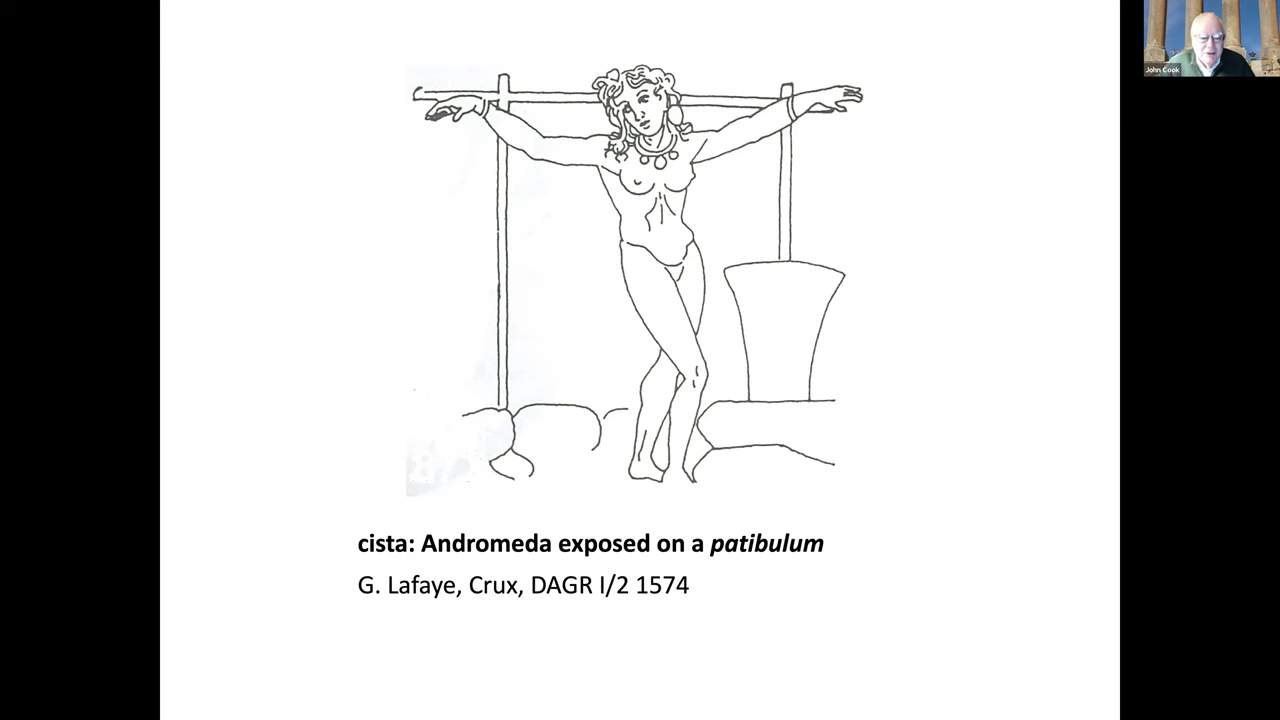 John Cook
cista: Andromeda exposed on a patibulum
G. Lafaye, Crux, DAGR I/2 1574